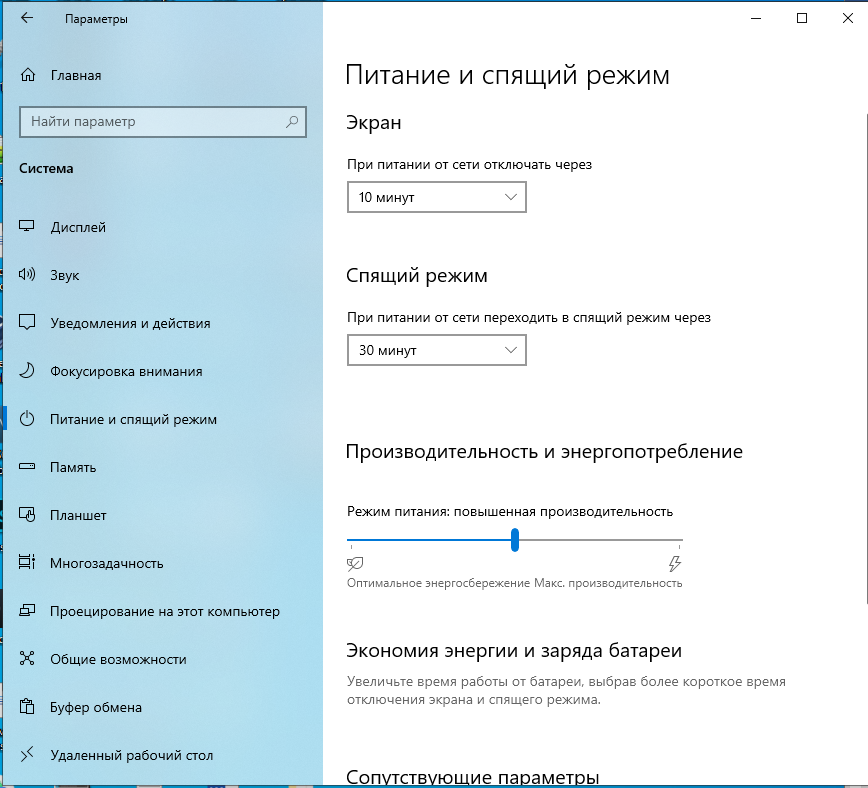 Параметры
Главная
Найти параметр
Система
Дисплей
Звук
Уведомления и действия
Фокусировка внимания
Питание и спящий режим
Память
Планшет
Многозадачность
Проецирование на этот компьютер
Общие возможности
Буфер обмена
Удаленный рабочий стол
Питание и спящий режим
Экран
При питании от сети отключать через
10 минут
Спящий режим
При питании от сети переходить в спящий режим через
30 минут
Производительность и энергопотребление
Режим питания: повышенная производительность
Оптимальное энергосбережение Макс. производительность
Экономия энергии и заряда батареи
Увеличьте время работы от батареи, выбрав более короткое время
отключения экрана и спящего режима.
Сопутствующие параметры